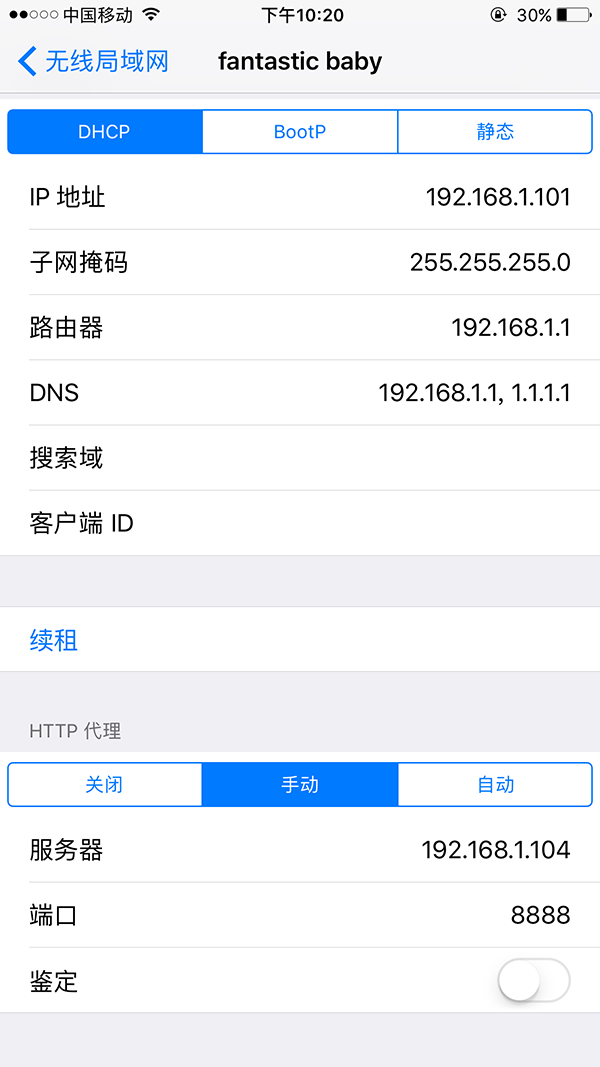 中国移动 下午10:20 30%
无线局域网 fantastic baby
DHCP BootP 静态
IP 地址 192.168.1.101
子网掩码 255.255.255.0
路由器 192.168.1.1
DNS 192.168.1.1, 1.1.1.1
搜索域
客户端 ID
续租
HTTP 代理
关闭 手动 自动
服务器 192.168.1.104
端口 8888
鉴定